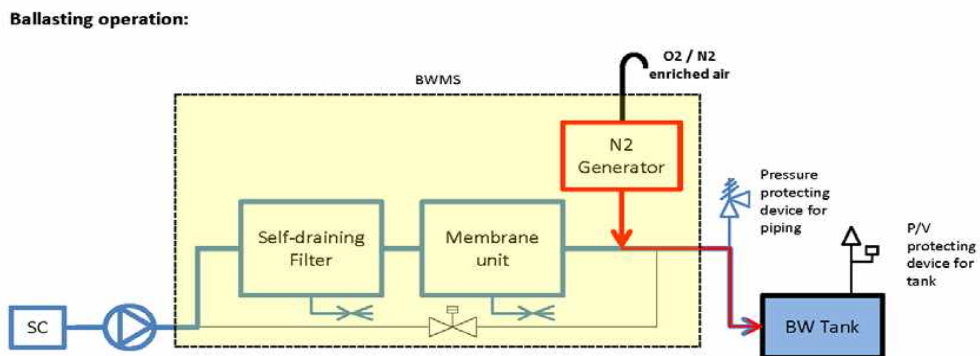 Ballasting operation:
BWMS
O2 / N2
enriched air
N2
Generator
Self-draining
Filter
Membrane
unit
Pressure
protecting
device for
piping
P/V
protecting
device for
tank
SC
BW Tank